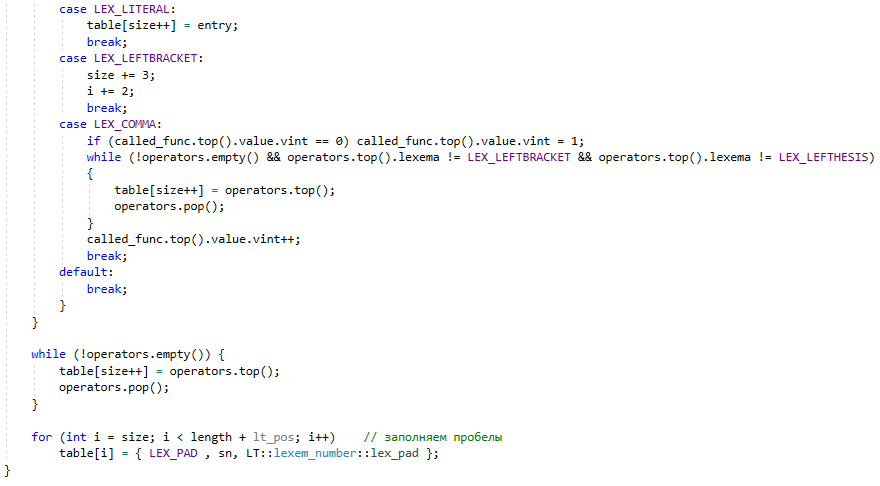 case LEX_LITERAL:
table[size++] = entry;
break;
case LEX_LEFTBRACKET:
size += 3;
i += 2;
break;
case LEX_COMMA:
if (called_func.top().value.vint == 0) called_func.top().value.vint = 1;
while (!operators.empty() && operators.top().lexema != LEX_LEFTBRACKET && operators.top().lexema != LEX_LEFTHESIS)
{
table[size++] = operators.top();
operators.pop();
}
called_func.top().value.vint++;
break;
default:
break;
}
}
while (!operators.empty()) {
table[size++] = operators.top();
operators.pop();
}
for (int i = size; i < length + lt_pos; i++) // заполняем пробелы
table[i] = { LEX_PAD , sn, LT::lexem_number::lex_pad };
}